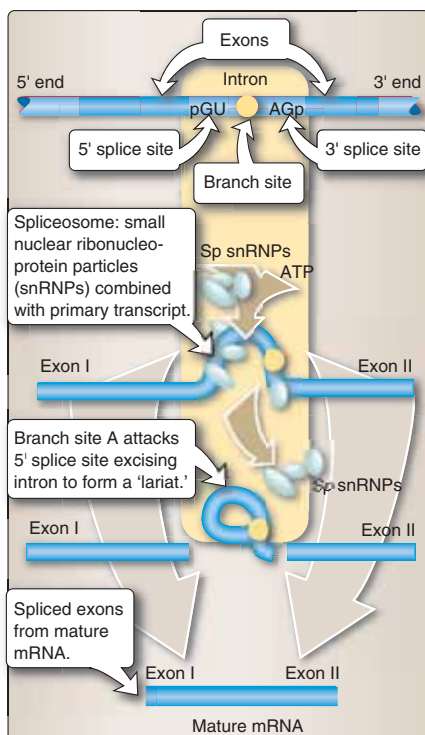 Exons
5' end
Intron
3' end
pGU
AGp
5' splice site
3' splice site
Branch site
Spliceosome: small
nuclear ribonucleo-
protein particles
(snRNPs) combined
with primary transcript.
Sp snRNPs
ATP
Exon I
Exon II
Branch site A attacks
5' splice site excising
intron to form a 'lariat.'
Sp snRNPs
Exon I
Exon II
Spliced exons
from mature
mRNA.
Exon I
Exon II
Mature mRNA